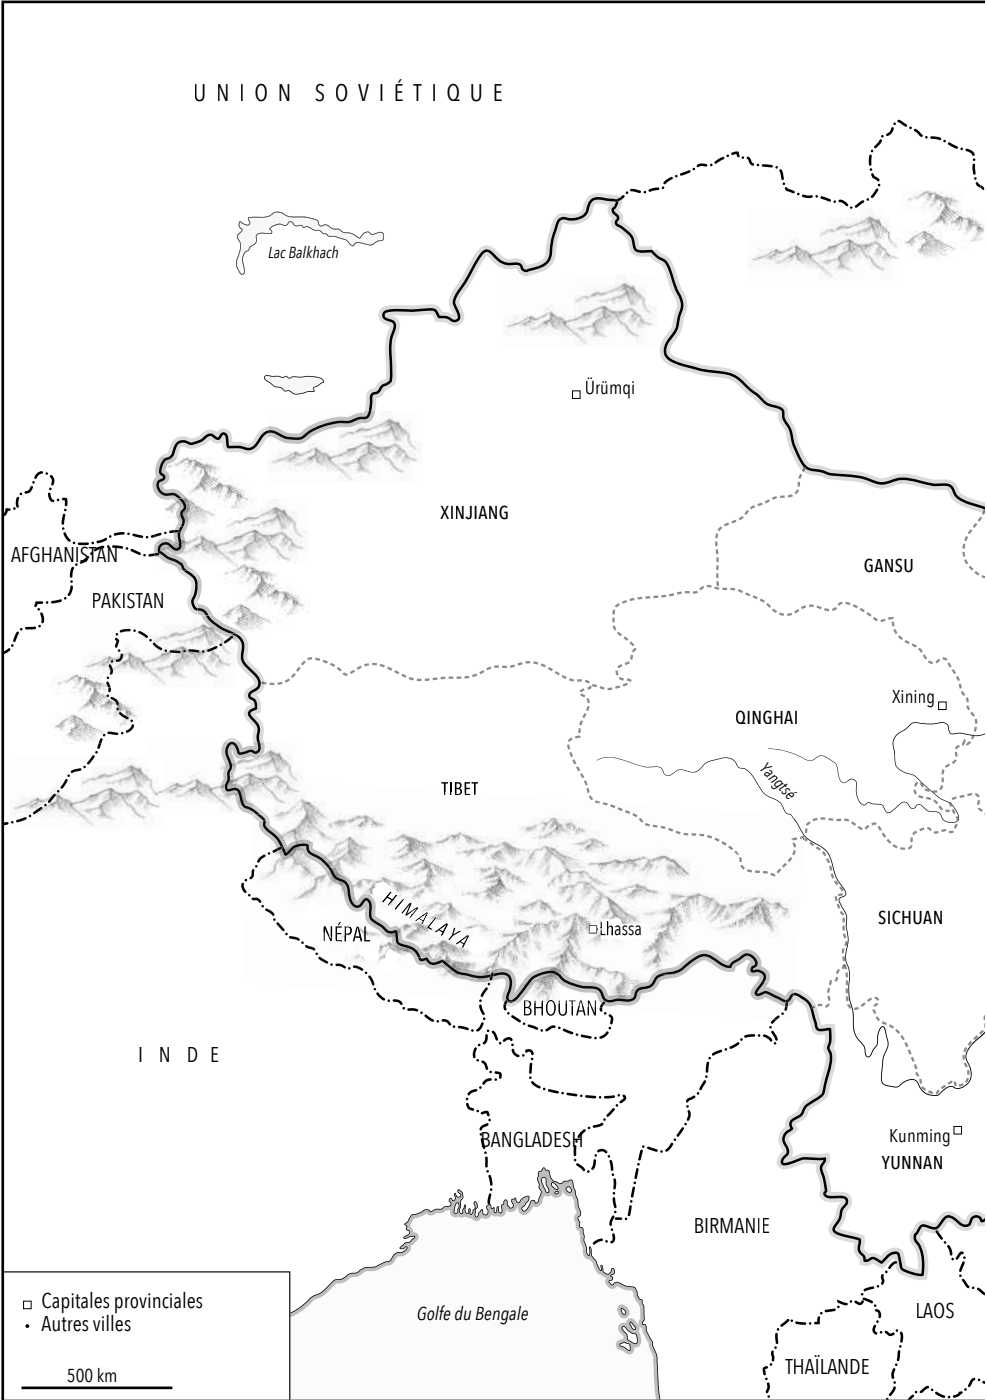 UNION SOVIÉTIQUE
Lac Balkhach
Ürümqi
XINJIANG
AFGHANISTAN
GANSU
PAKISTAN
Xining
QINGHAI
Yangtsé
TIBET
HIMALAYA
SICHUAN
Lhassa
NÉPAL
BHOUTAN
INDE
Kunming
BANGLADESH
YUNNAN
BIRMANIE
Golfe du Bengale
LAOS
THAÏLANDE
Capitales provinciales
Autres villes
500 km